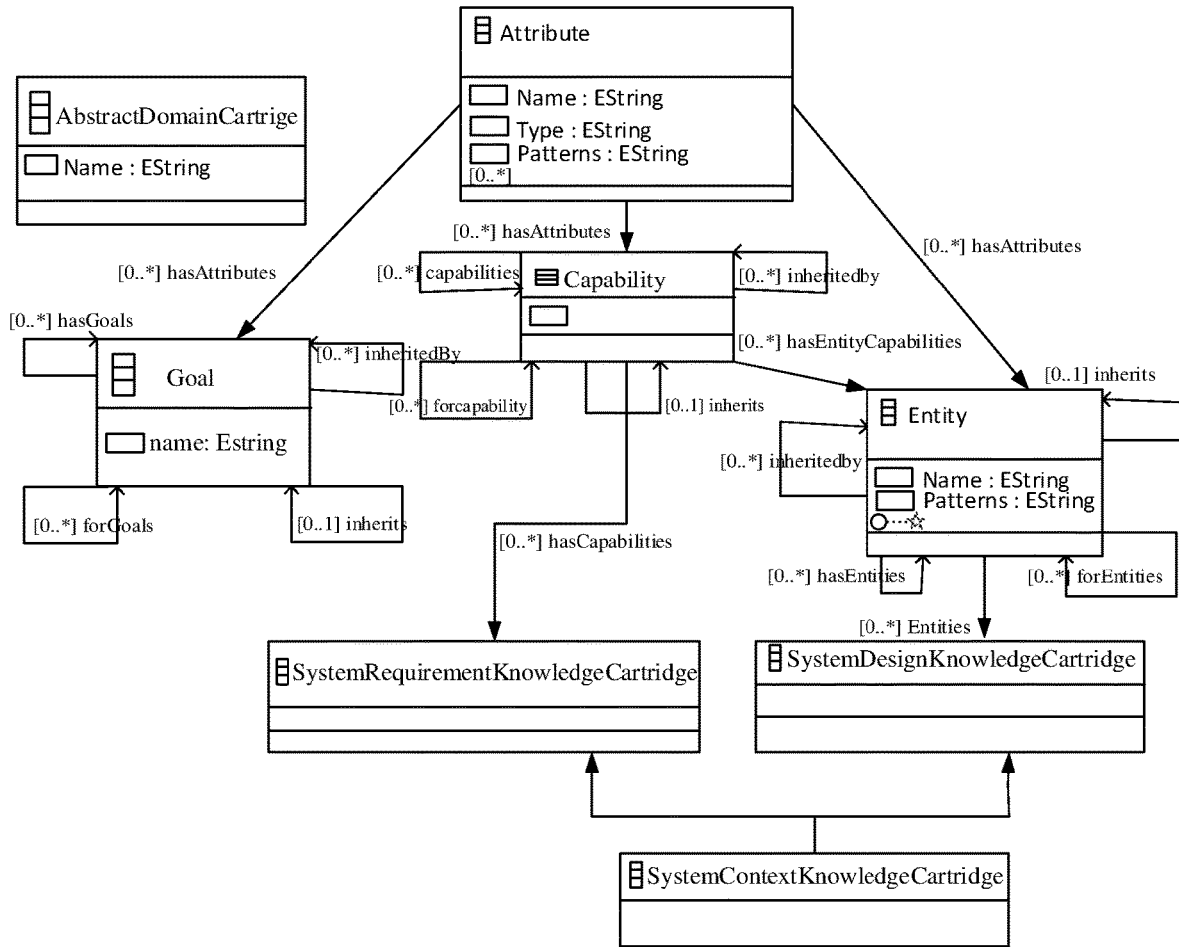 Attribute
Name : EString
Type : EString
Patterns : EString
[0..*]
AbstractDomainCartrige
Name : EString
[0..*] hasAttributes
[0..*] hasAttributes
[0..*] hasAttributes
[0..*] capabilities
Capability
[0..*] inheritedby
[0..*] hasGoals
[0..*] hasEntityCapabilities
[0..*] inheritedBy
Goal
[0..1] inherits
[0..*] forcapability
[0..1] inherits
Entity
name: Estring
[0..*] inheritedby
Name : EString
Patterns : EString
[0..*] forGoals
[0..1] inherits
[0..*] hasCapabilities
[0..*] hasEntities
[0..*] forEntities
[0..*] Entities
SystemRequirementKnowledgeCartridge
SystemDesignKnowledgeCartridge
SystemContextKnowledgeCartridge